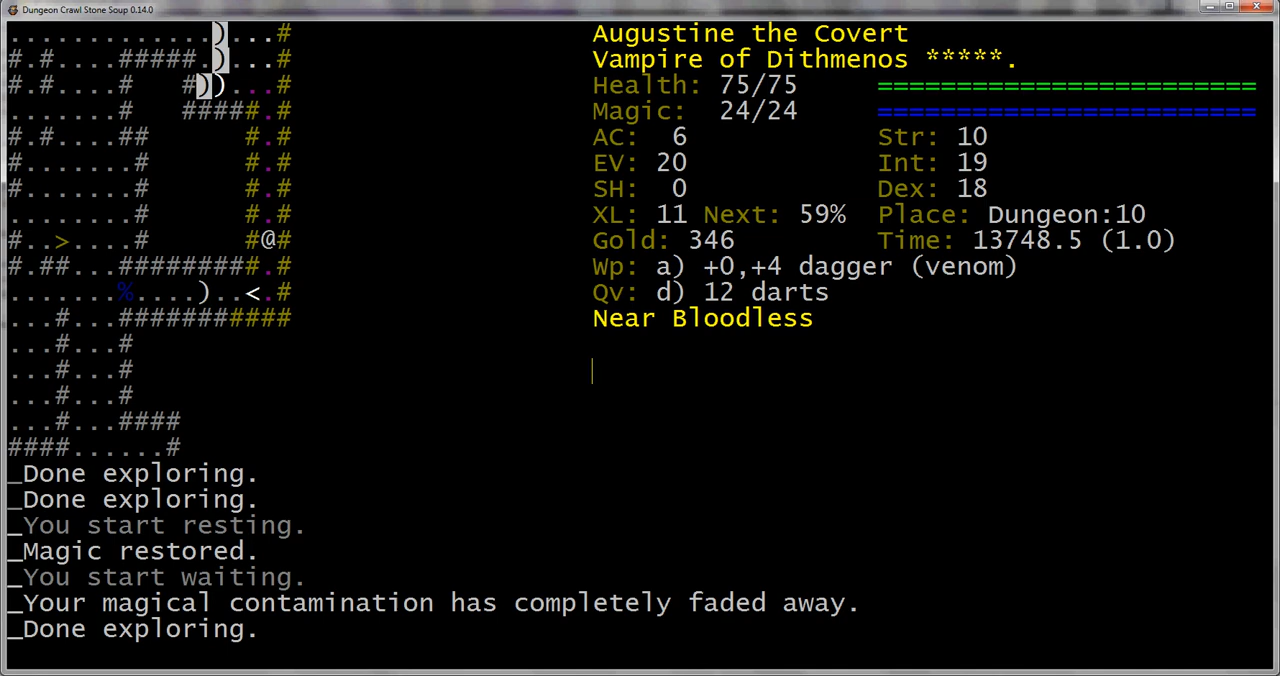 Dungeon Crawl Stone Soup 0.14.0
.............)...#
#.#....#####.)...#
#.#....#   #))...#
.......#   #####.#
#.#....##      #.#
#.......#      #.#
#.......#      #.#
........#      #.#
#..>....#      #@#
#.##...#########.#
.......%....)..<.#
...#...###########
...#...#
...#...#
...#...#
...#...####
####......#
Augustine the Covert
Vampire of Dithmenos *****.
Health: 75/75 ========================
Magic: 24/24 ========================
AC: 6 Str: 10
EV: 20 Int: 19
SH: 0 Dex: 18
XL: 11 Next: 59% Place: Dungeon:10
Gold: 346 Time: 13748.5 (1.0)
Wp: a) +0,+4 dagger (venom)
Qv: d) 12 darts
Near Bloodless
_Done exploring.
_Done exploring.
_You start resting.
_Magic restored.
_You start waiting.
_Your magical contamination has completely faded away.
_Done exploring.